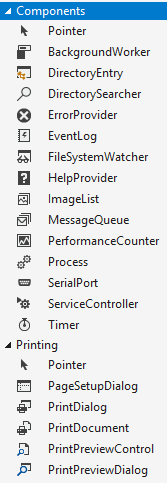 Components
Pointer
BackgroundWorker
DirectoryEntry
DirectorySearcher
ErrorProvider
EventLog
FileSystemWatcher
HelpProvider
ImageList
MessageQueue
PerformanceCounter
Process
SerialPort
ServiceController
Timer
Printing
Pointer
PageSetupDialog
PrintDialog
PrintDocument
PrintPreviewControl
PrintPreviewDialog